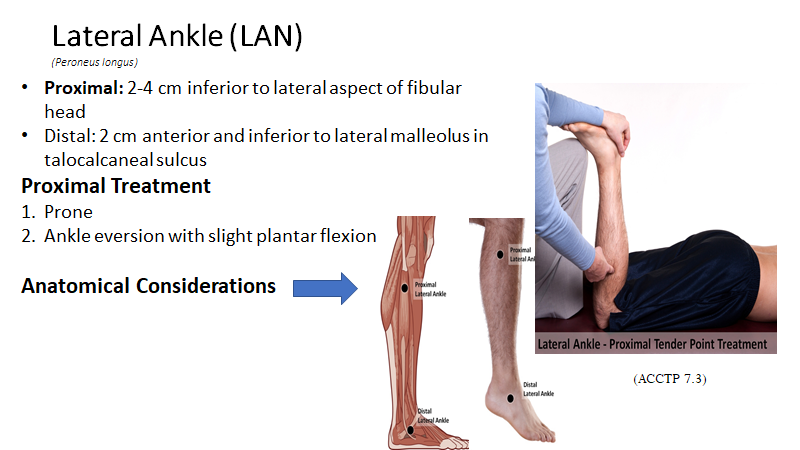 Lateral Ankle (LAN)
(Peroneus longus)
• Proximal: 2-4 cm inferior to lateral aspect of fibular
head
• Distal: 2 cm anterior and inferior to lateral malleolus in
talocalcaneal sulcus
Proximal Treatment
1. Prone
2. Ankle eversion with slight plantar flexion
Anatomical Considerations
Proximal
Lateral Ankle
Distal
Lateral Ankle
Proximal
Lateral Ankl
Distal
Lateral Ankle
Lateral Ankle - Proximal Tender Point Treatment
(ACCTP 7.3)